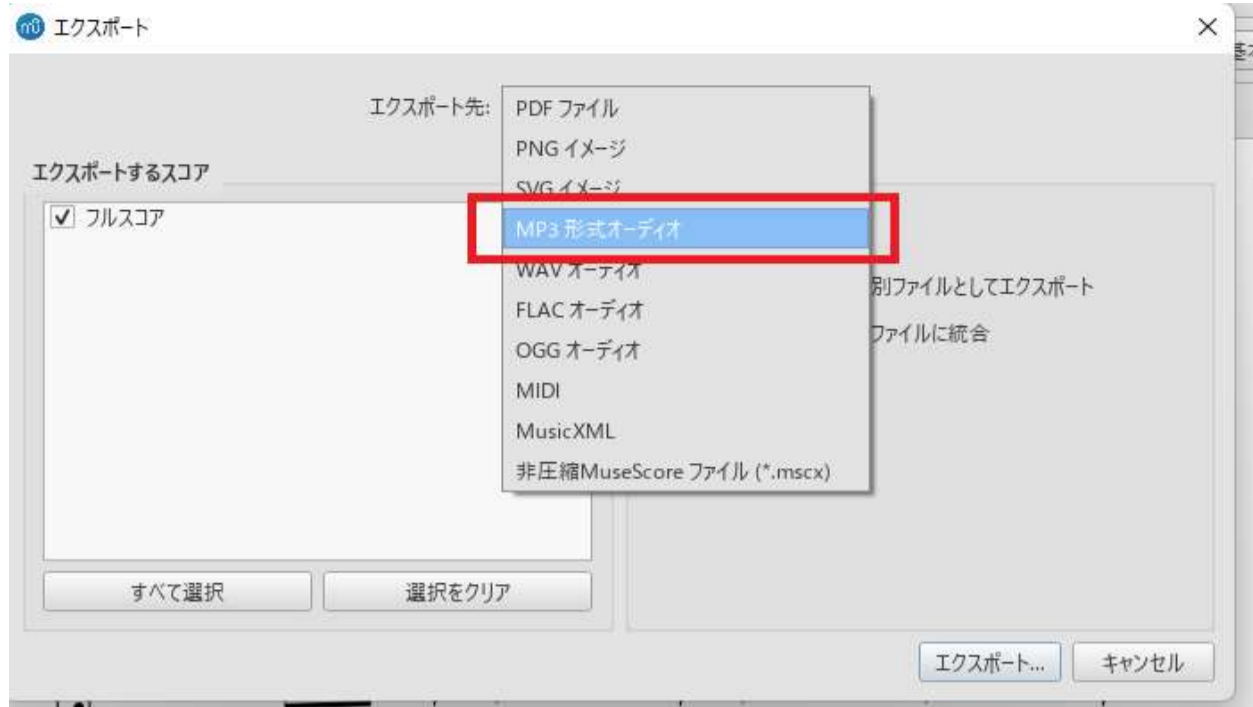 エクスポート
エクスポート先:
PDF ファイル
PNG イメージ
SVG イメージ
MP3 形式オーディオ
WAV オーディオ
FLAC オーディオ
OGG オーディオ
MIDI
MusicXML
非圧縮MuseScore ファイル (*.mscx)
エクスポートするスコア
フルスコア
別ファイルとしてエクスポート
ファイルに統合
すべて選択
選択をクリア
エクスポート...
キャンセル